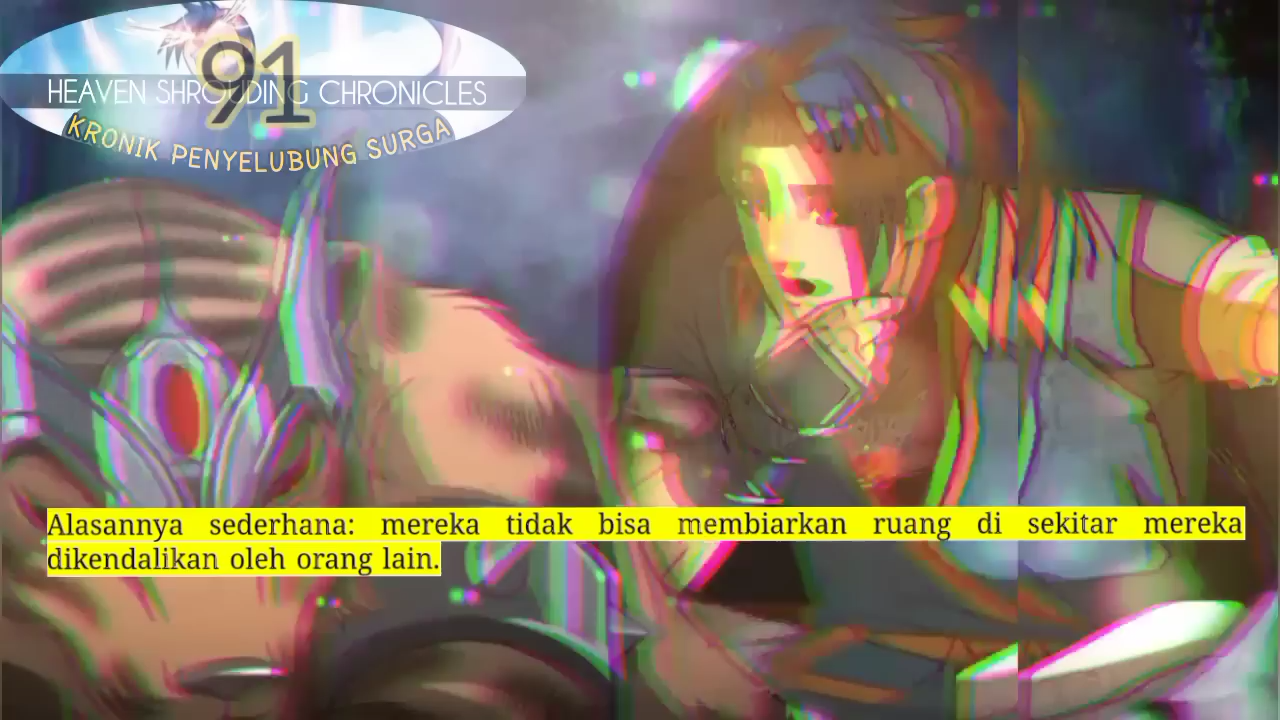 91
HEAVEN SHROUDING CHRONICLES
KRONIK PENYELUBUNG SURGA
Alasannya sederhana: mereka tidak bisa membiarkan ruang di sekitar mereka
dikendalikan oleh orang lain.